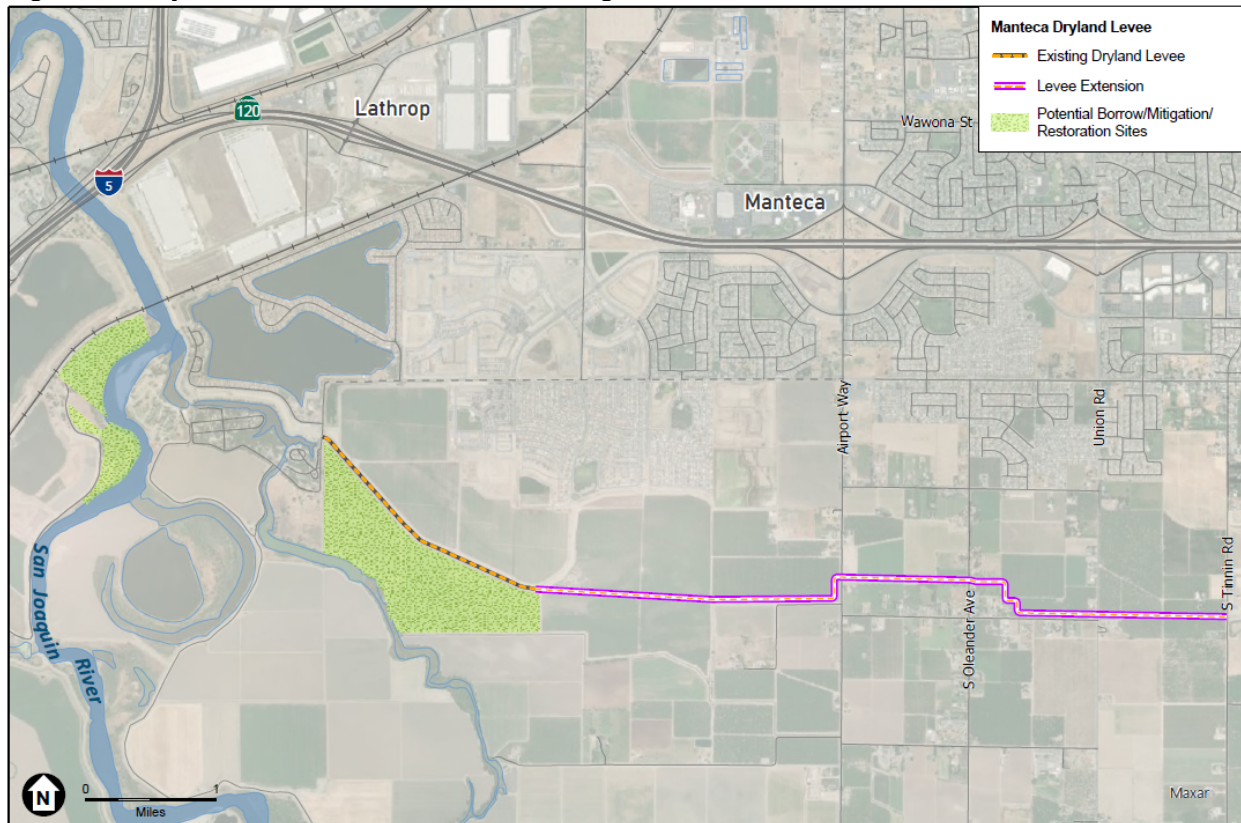 Manteca Dryland Levee
Existing Dryland Levee
Levee Extension
Potential Borrow/Mitigation/
Restoration Sites
120
Lathrop
Wawona St
5
Manteca
Airport Way
Union Rd
S Oleander Ave
S Tinnin Rd
San Joaquin
River
N
0 1
Miles
Maxar